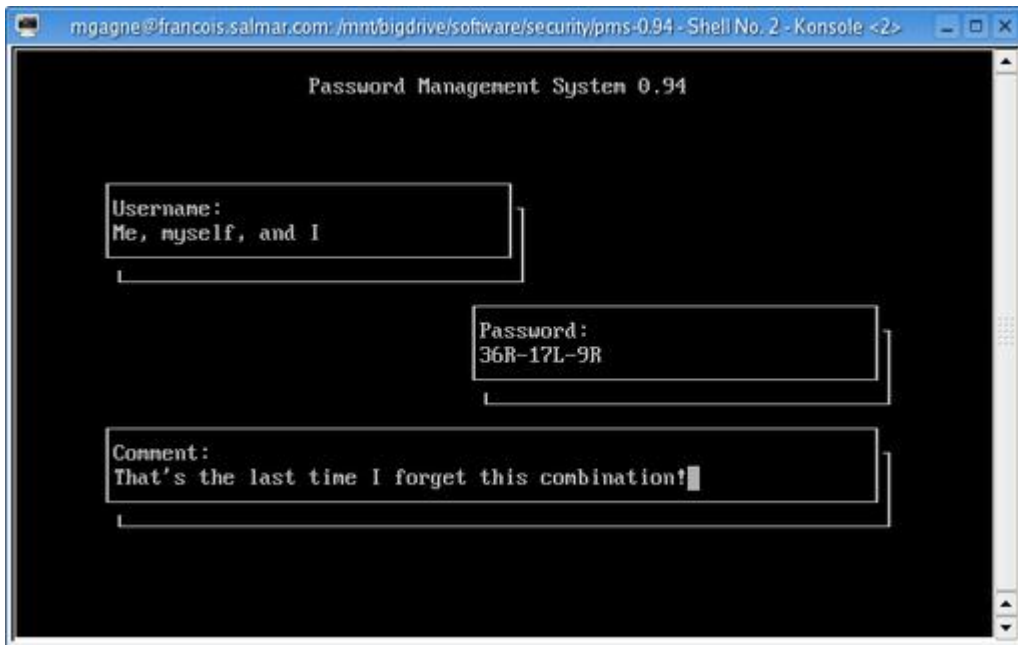 mgagne@francois.salmar.com: /mnt/bigdrive/software/security/pms-0.94 - Shell No. 2 - Konsole <2>
Password Management System 0.94
Username:
Me, myself, and I
Password:
36R-17L-9R
Comment:
That's the last time I forget this combination!